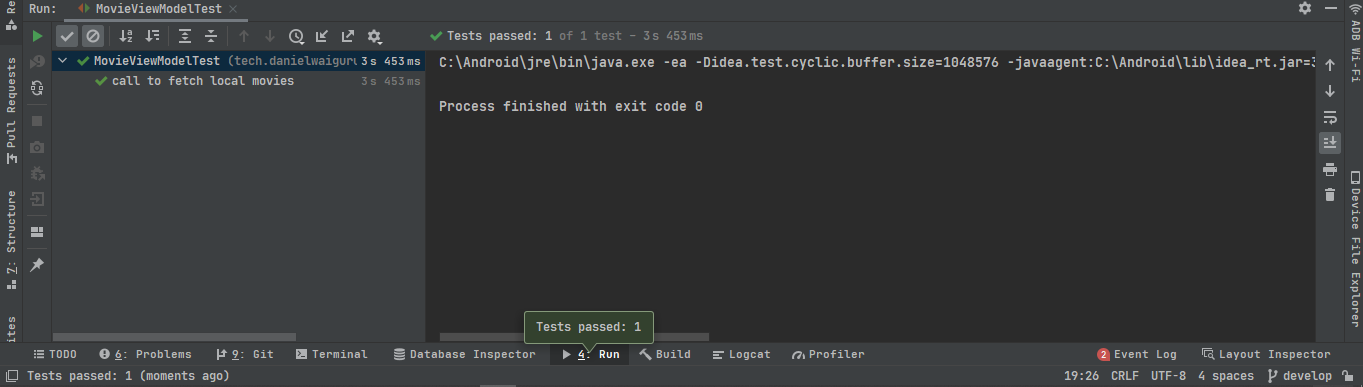 Run: MovieViewModelTest
Tests passed: 1 of 1 test – 3 s 453 ms
MovieViewModelTest (tech.danielwaiguru 3 s 453 ms
call to fetch local movies 3 s 453 ms
C:\Android\jre\bin\java.exe -ea -Didea.test.cyclic.buffer.size=1048576 -javaagent:C:\Android\lib\idea_rt.jar=3
Process finished with exit code 0
Re
Pull Requests
7: Structure
ites
ADB Wi-Fi
Device File Explorer
Tests passed: 1
TODO 6: Problems 9: Git Terminal Database Inspector 4: Run Build Logcat Profiler 2 Event Log Layout Inspector
Tests passed: 1 (moments ago) 19:26 CRLF UTF-8 4 spaces develop